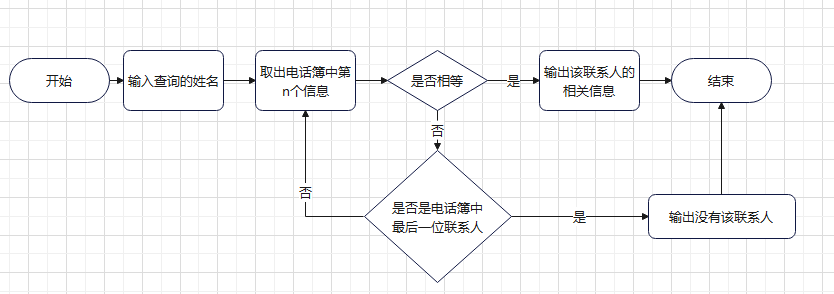 开始
输入查询的姓名
取出电话簿中第
n个信息
是否相等
是
输出该联系人的
相关信息
结束
否
否
是否是电话簿中
最后一位联系人
是
输出没有该联系人